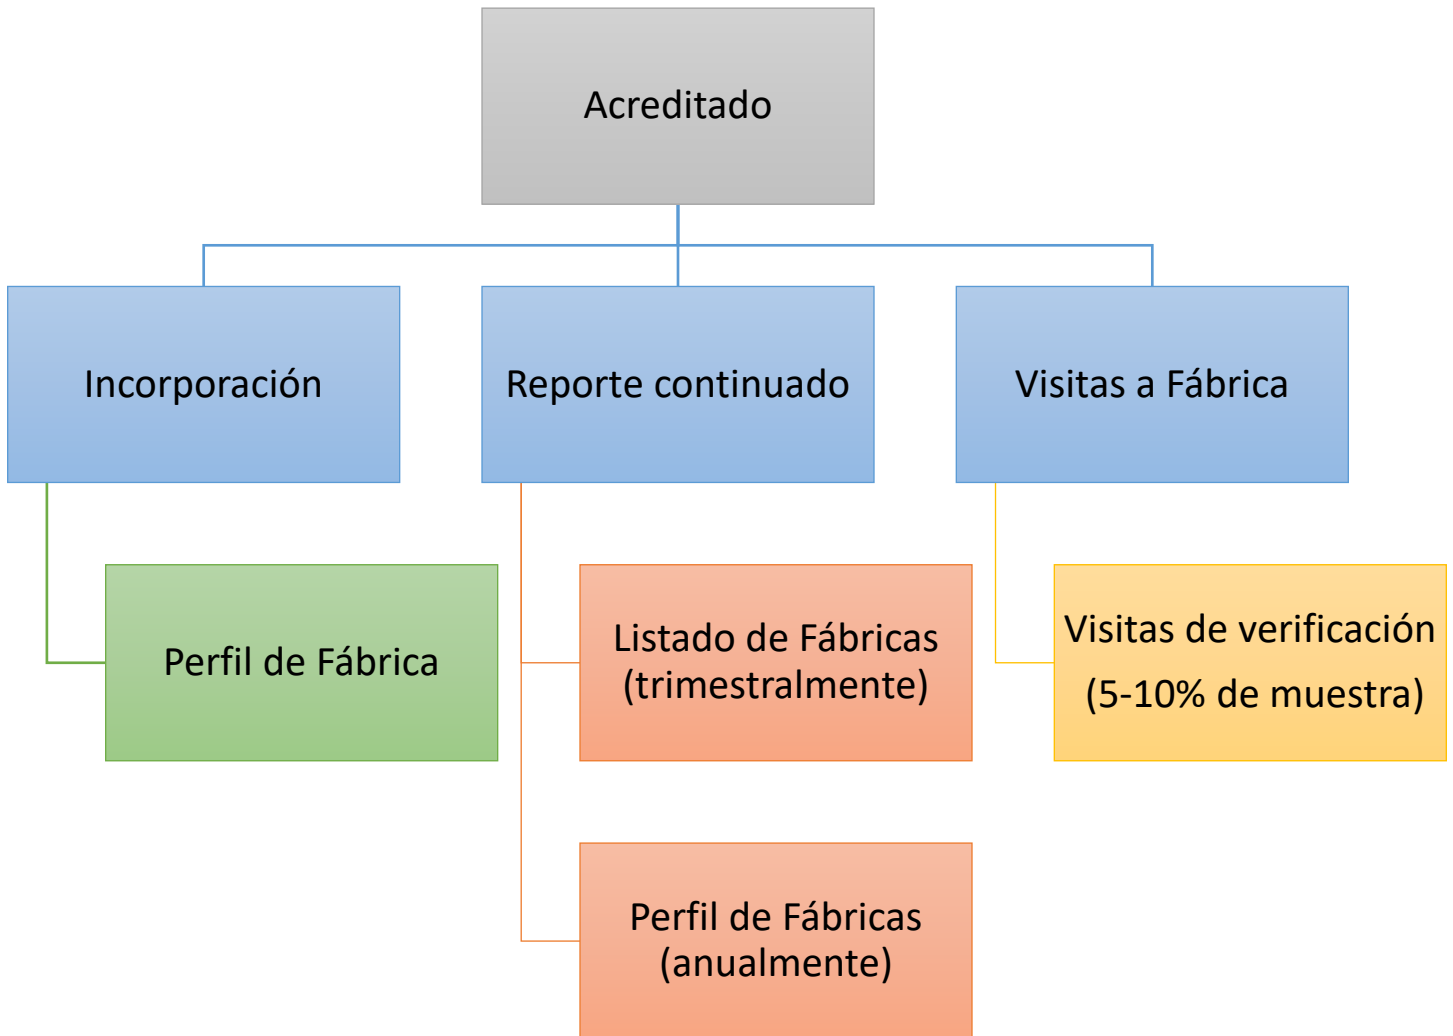 Acreditado
Incorporación
Reporte continuado
Visitas a Fábrica
Perfil de Fábrica
Listado de Fábricas
(trimestralmente)
Visitas de verificación
(5-10% de muestra)
Perfil de Fábricas
(anualmente)